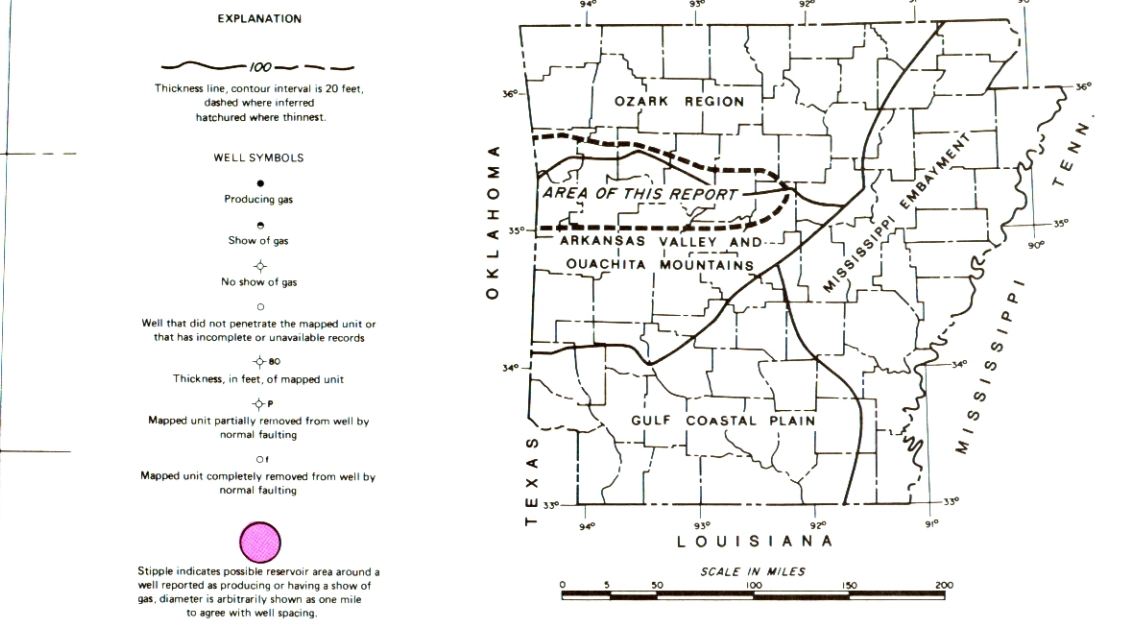 EXPLANATION
100
Thickness line, contour interval is 20 feet,
dashed where inferred
hatchured where thinnest.
WELL SYMBOLS
Producing gas
Show of gas
No show of gas
Well that did not penetrate the mapped unit or
that has incomplete or unavailable records
80
Thickness, in feet, of mapped unit
P
Mapped unit partially removed from well by
normal faulting
f
Mapped unit completely removed from well by
normal faulting
Stipple indicates possible reservoir area around a
well reported as producing or having a show of
gas, diameter is arbitrarily shown as one mile
to agree with well spacing.
94° 93° 92° 91° 90°
36° 36°
OZARK REGION
OKLAHOMA
TENN.
AREA OF THIS REPORT
MISSISSIPPI EMBAYMENT
35° 35°
90°
ARKANSAS VALLEY AND
OUACHITA MOUNTAINS
MISSISSIPPI
34° 34°
GULF COASTAL PLAIN
TEXAS
33° 33°
94° 93° 92° 91°
LOUISIANA
SCALE IN MILES
0 5 50 100 150 200